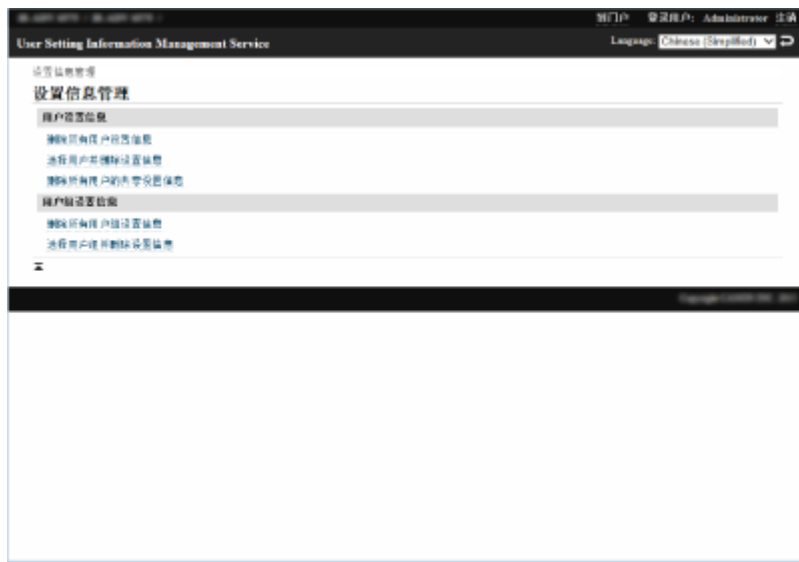 到门户 登录用户: Administrator 注销
User Setting Information Management Service
Language: Chinese (Simplified)
设置信息管理
设置信息管理
用户设置信息
删除所有用户设置信息
选择用户并删除设置信息
删除所有用户的共享设置信息
用户组设置信息
删除所有用户组设置信息
选择用户组并删除设置信息